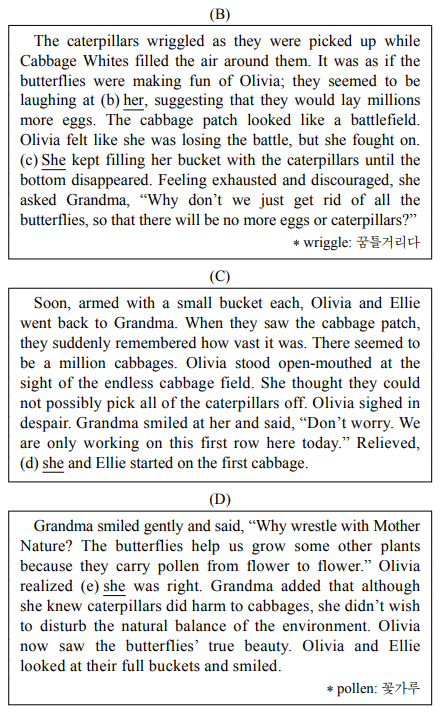 (B)
The caterpillars wriggled as they were picked up while
Cabbage Whites filled the air around them. It was as if the
butterflies were making fun of Olivia; they seemed to be
laughing at (b) her, suggesting that they would lay millions
more eggs. The cabbage patch looked like a battlefield.
Olivia felt like she was losing the battle, but she fought on.
(c) She kept filling her bucket with the caterpillars until the
bottom disappeared. Feeling exhausted and discouraged, she
asked Grandma, “Why don’t we just get rid of all the
butterflies, so that there will be no more eggs or caterpillars?”
* wriggle: 꿈틀거리다
(C)
Soon, armed with a small bucket each, Olivia and Ellie
went back to Grandma. When they saw the cabbage patch,
they suddenly remembered how vast it was. There seemed to
be a million cabbages. Olivia stood open-mouthed at the
sight of the endless cabbage field. She thought they could
not possibly pick all of the caterpillars off. Olivia sighed in
despair. Grandma smiled at her and said, “Don’t worry. We
are only working on this first row here today.” Relieved,
(d) she and Ellie started on the first cabbage.
(D)
Grandma smiled gently and said, “Why wrestle with Mother
Nature? The butterflies help us grow some other plants
because they carry pollen from flower to flower.” Olivia
realized (e) she was right. Grandma added that although
she knew caterpillars did harm to cabbages, she didn’t wish
to disturb the natural balance of the environment. Olivia
now saw the butterflies’ true beauty. Olivia and Ellie
looked at their full buckets and smiled.
* pollen: 꽃가루